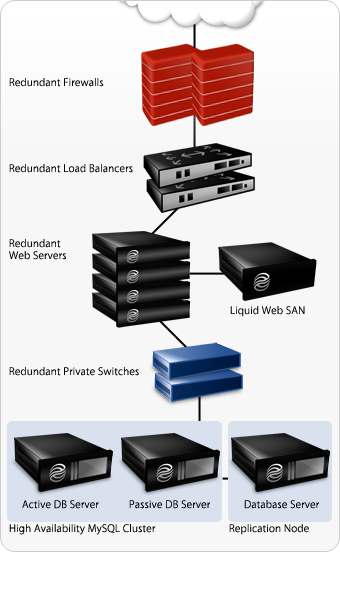 Redundant Firewalls
Redundant Load Balancers
Redundant
Web Servers
Liquid Web SAN
Redundant Private Switches
Active DB Server
Passive DB Server
Database Server
High Availability MySQL Cluster
Replication Node